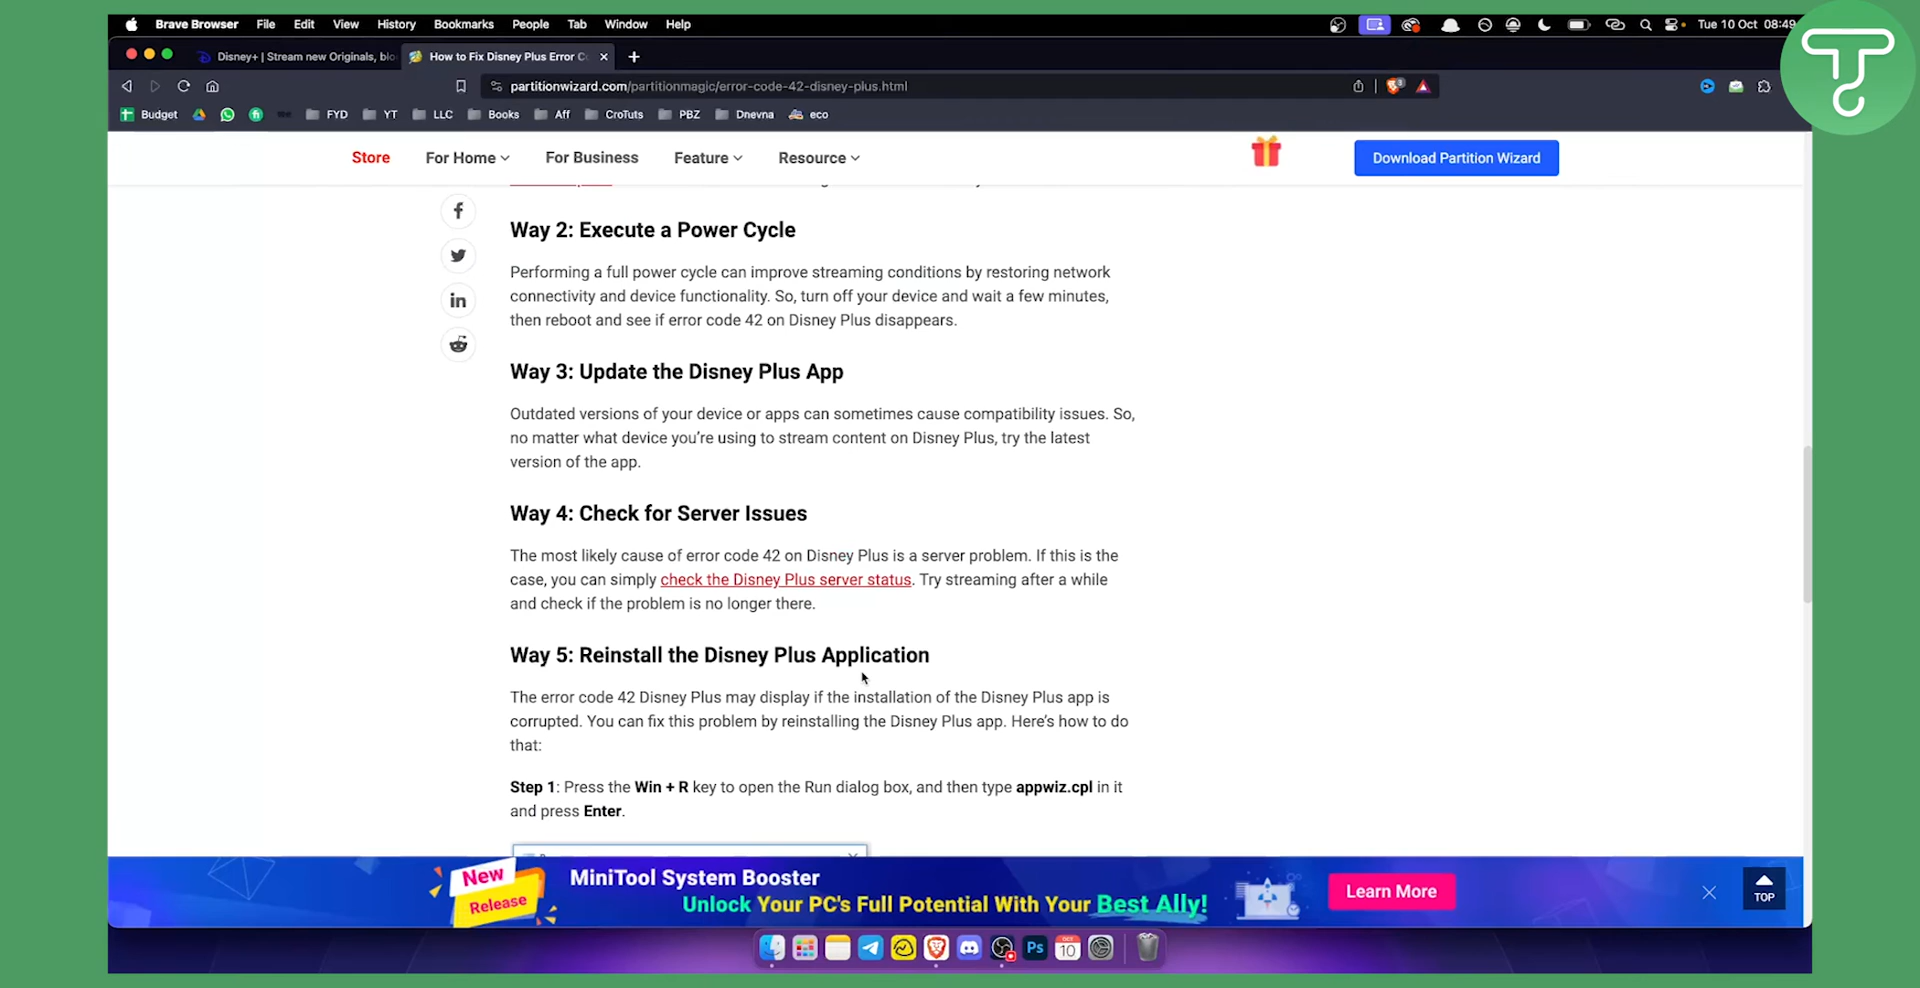 Brave Browser File Edit View History Bookmarks People Tab Window Help
Tue 10 Oct 08:49
Disney+ | Stream new Originals, blo
How to Fix Disney Plus Error C
partitionwizard.com/partitionmagic/error-code-42-disney-plus.html
Budget FYD YT LLC Books Aff CroTuts PBZ Dnevna eco
Store For Home For Business Feature Resource Download Partition Wizard
Way 2: Execute a Power Cycle
Performing a full power cycle can improve streaming conditions by restoring network
connectivity and device functionality. So, turn off your device and wait a few minutes,
then reboot and see if error code 42 on Disney Plus disappears.
Way 3: Update the Disney Plus App
Outdated versions of your device or apps can sometimes cause compatibility issues. So,
no matter what device you’re using to stream content on Disney Plus, try the latest
version of the app.
Way 4: Check for Server Issues
The most likely cause of error code 42 on Disney Plus is a server problem. If this is the
case, you can simply check the Disney Plus server status. Try streaming after a while
and check if the problem is no longer there.
Way 5: Reinstall the Disney Plus Application
The error code 42 Disney Plus may display if the installation of the Disney Plus app is
corrupted. You can fix this problem by reinstalling the Disney Plus app. Here’s how to do
that:
Step 1: Press the Win + R key to open the Run dialog box, and then type appwiz.cpl in it
and press Enter.
New
Release
MiniTool System Booster
Unlock Your PC's Full Potential With Your Best Ally!
Learn More
TOP
Ps
OCT
10